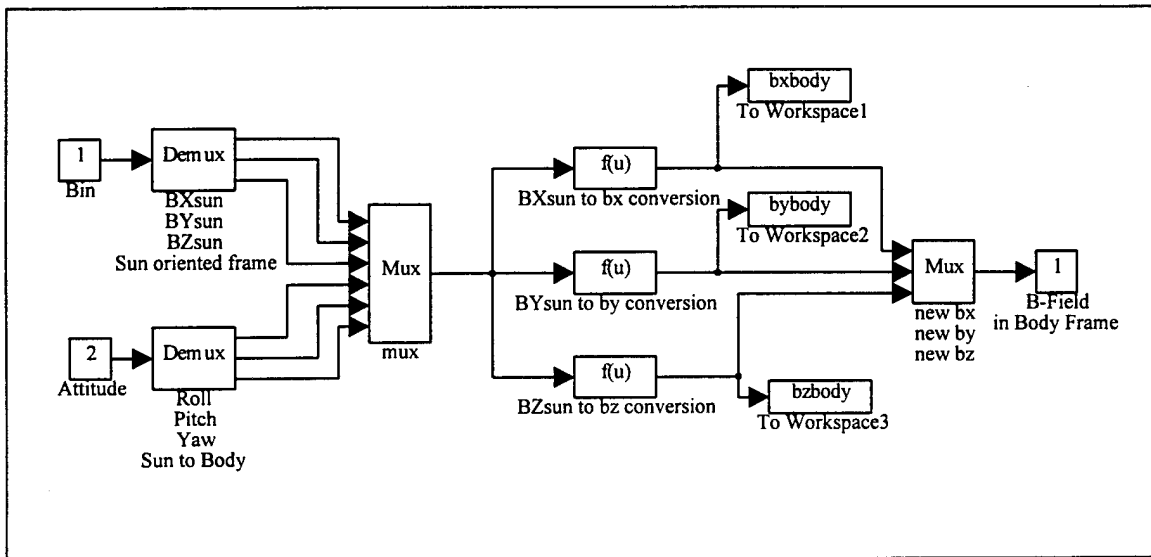 1
Bin
Demux
BXsun
BYsun
BZsun
Sun oriented frame
2
Attitude
Demux
Roll
Pitch
Yaw
Sun to Body
Mux
mux
f(u)
BXsun to bx conversion
f(u)
BYsun to by conversion
f(u)
BZsun to bz conversion
bxbody
To Workspace1
bybody
To Workspace2
bzbody
To Workspace3
Mux
new bx
new by
new bz
1
B-Field
in Body Frame